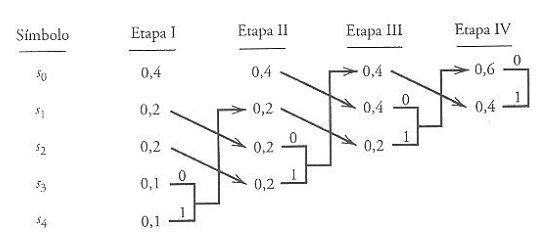 Símbolo Etapa I Etapa II Etapa III Etapa IV
s0 0,4 0,4 0,4 0,6 0
s1 0,2 0,2 0,4 0 0,4 1
s2 0,2 0,2 0 0,2 1
s3 0,1 0 0,2 1
s4 0,1 1